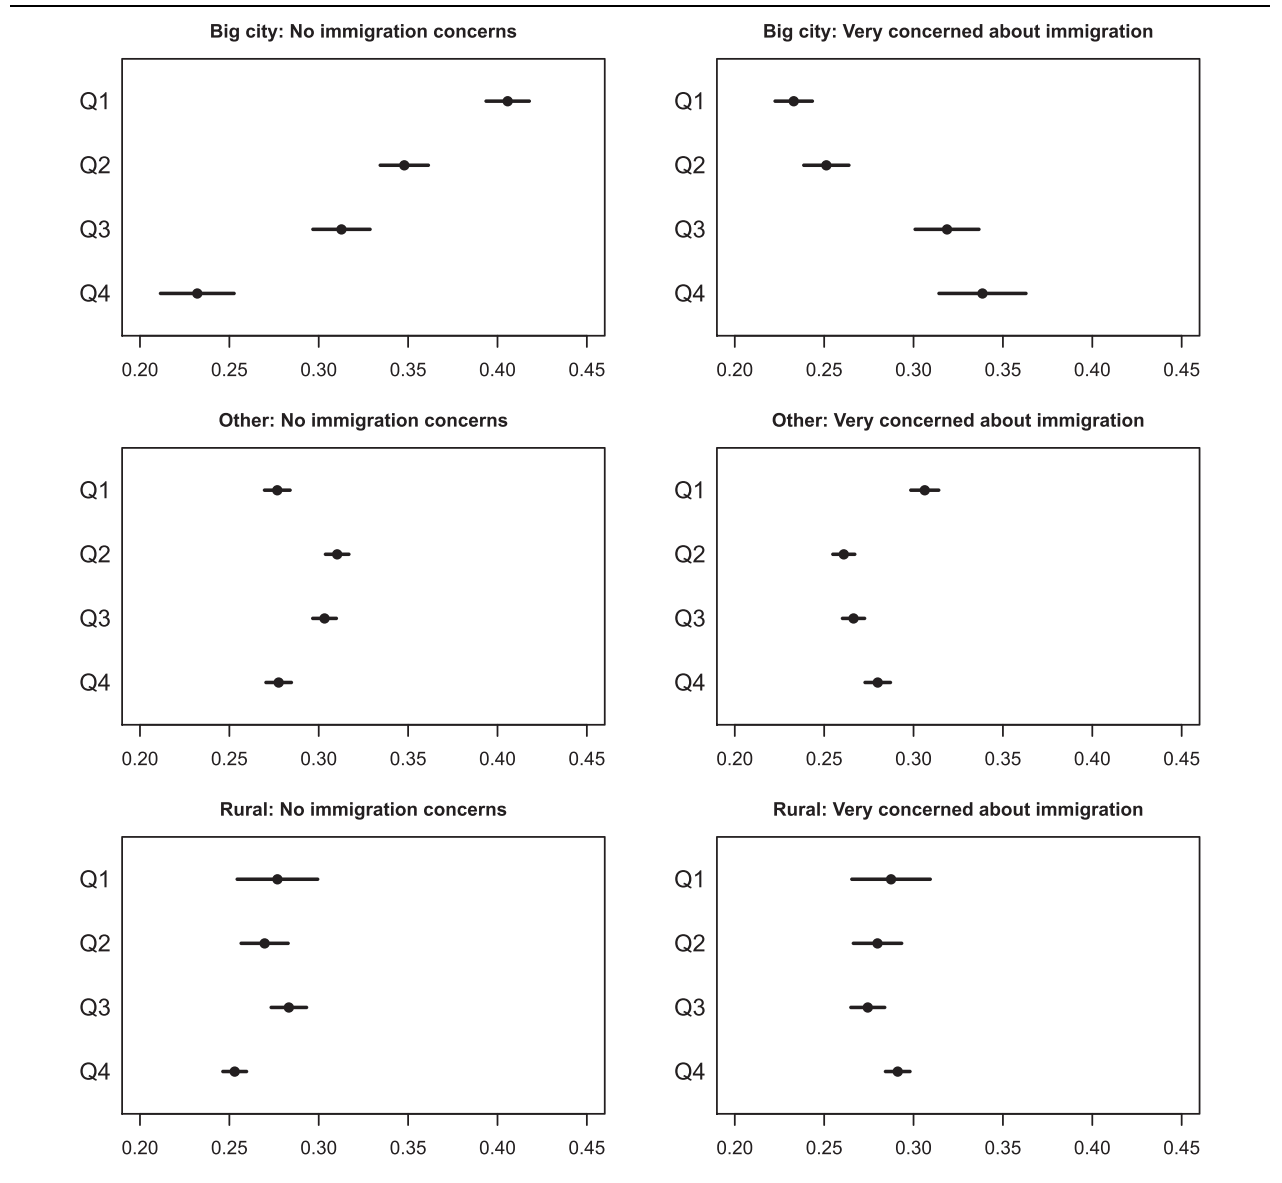 Big city: No immigration concerns
Q1
Q2
Q3
Q4
0.20 0.25 0.30 0.35 0.40 0.45
Big city: Very concerned about immigration
Q1
Q2
Q3
Q4
0.20 0.25 0.30 0.35 0.40 0.45
Other: No immigration concerns
Q1
Q2
Q3
Q4
0.20 0.25 0.30 0.35 0.40 0.45
Other: Very concerned about immigration
Q1
Q2
Q3
Q4
0.20 0.25 0.30 0.35 0.40 0.45
Rural: No immigration concerns
Q1
Q2
Q3
Q4
0.20 0.25 0.30 0.35 0.40 0.45
Rural: Very concerned about immigration
Q1
Q2
Q3
Q4
0.20 0.25 0.30 0.35 0.40 0.45